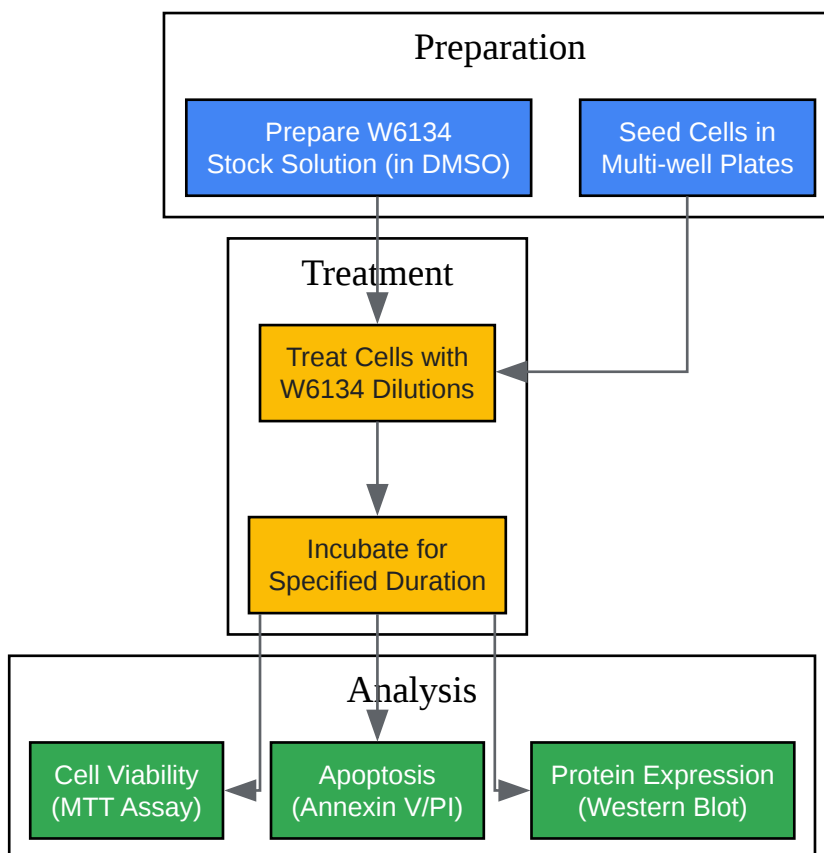 Preparation
Prepare W6134
Stock Solution (in DMSO)
Seed Cells in
Multi-well Plates
Treatment
Treat Cells with
W6134 Dilutions
Incubate for
Specified Duration
Analysis
Cell Viability
(MTT Assay)
Apoptosis
(Annexin V/PI)
Protein Expression
(Western Blot)